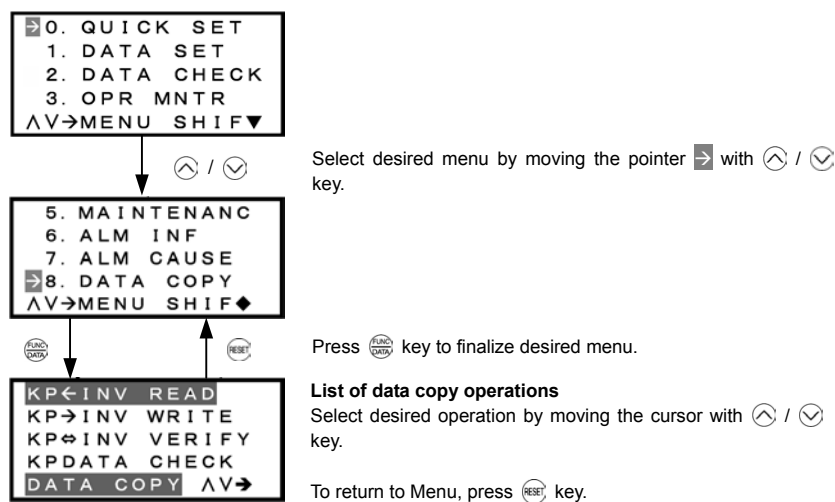 →0. QUICK SET
1. DATA SET
2. DATA CHECK
3. OPR MNTR
∧∨→MENU SHIF▼
∧ / ∨
Select desired menu by moving the pointer → with ∧ / ∨
key.
5. MAINTENANC
6. ALM INF
7. ALM CAUSE
→8. DATA COPY
∧∨→MENU SHIF◆
FUNC DATA
RESET
Press FUNC DATA key to finalize desired menu.
KP←INV READ
KP→INV WRITE
KP⇔INV VERIFY
KPDATA CHECK
DATA COPY ∧∨→
List of data copy operations
Select desired operation by moving the cursor with ∧ / ∨
key.
To return to Menu, press RESET key.